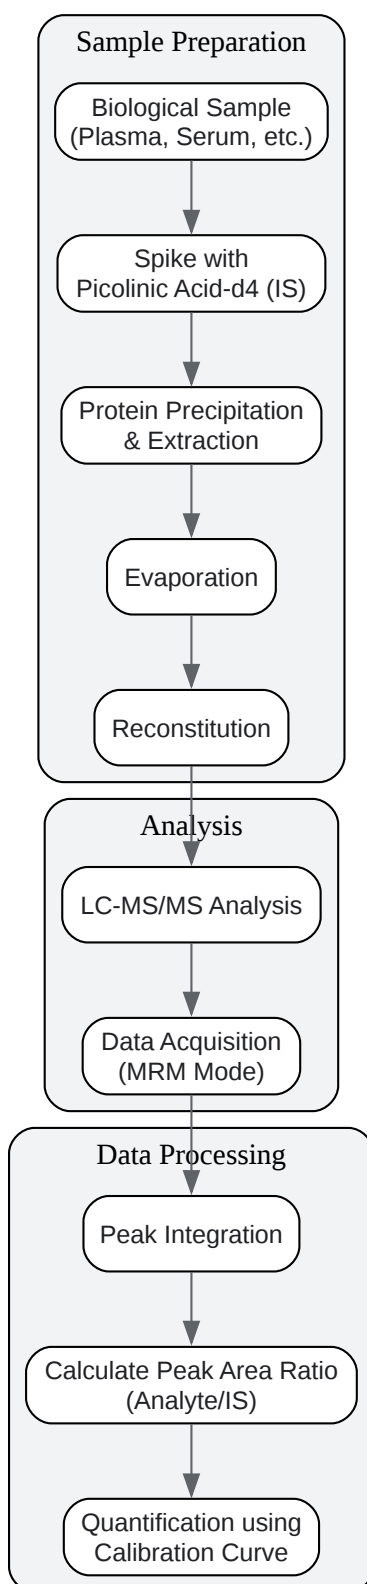 Sample Preparation
Biological Sample
(Plasma, Serum, etc.)
Spike with
Picolinic Acid-d4 (IS)
Protein Precipitation
& Extraction
Evaporation
Reconstitution
Analysis
LC-MS/MS Analysis
Data Acquisition
(MRM Mode)
Data Processing
Peak Integration
Calculate Peak Area Ratio
(Analyte/IS)
Quantification using
Calibration Curve